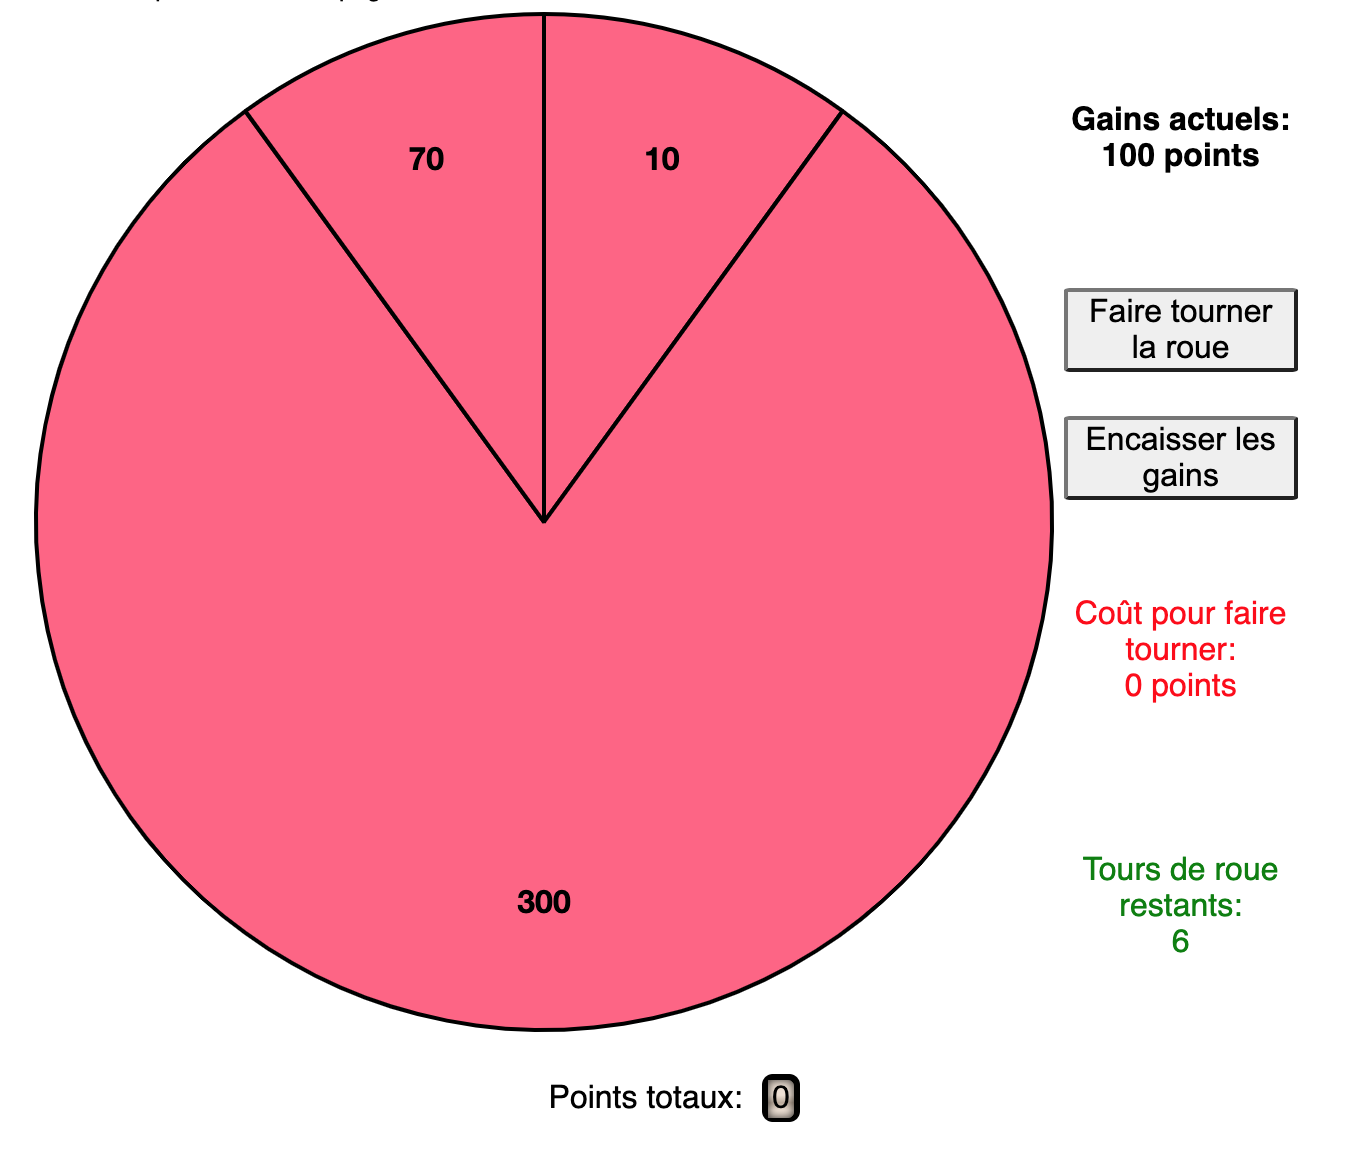 70
10
300
Gains actuels:
100 points
Faire tourner
la roue
Encaisser les
gains
Coût pour faire
tourner:
0 points
Tours de roue
restants:
6
Points totaux: 0